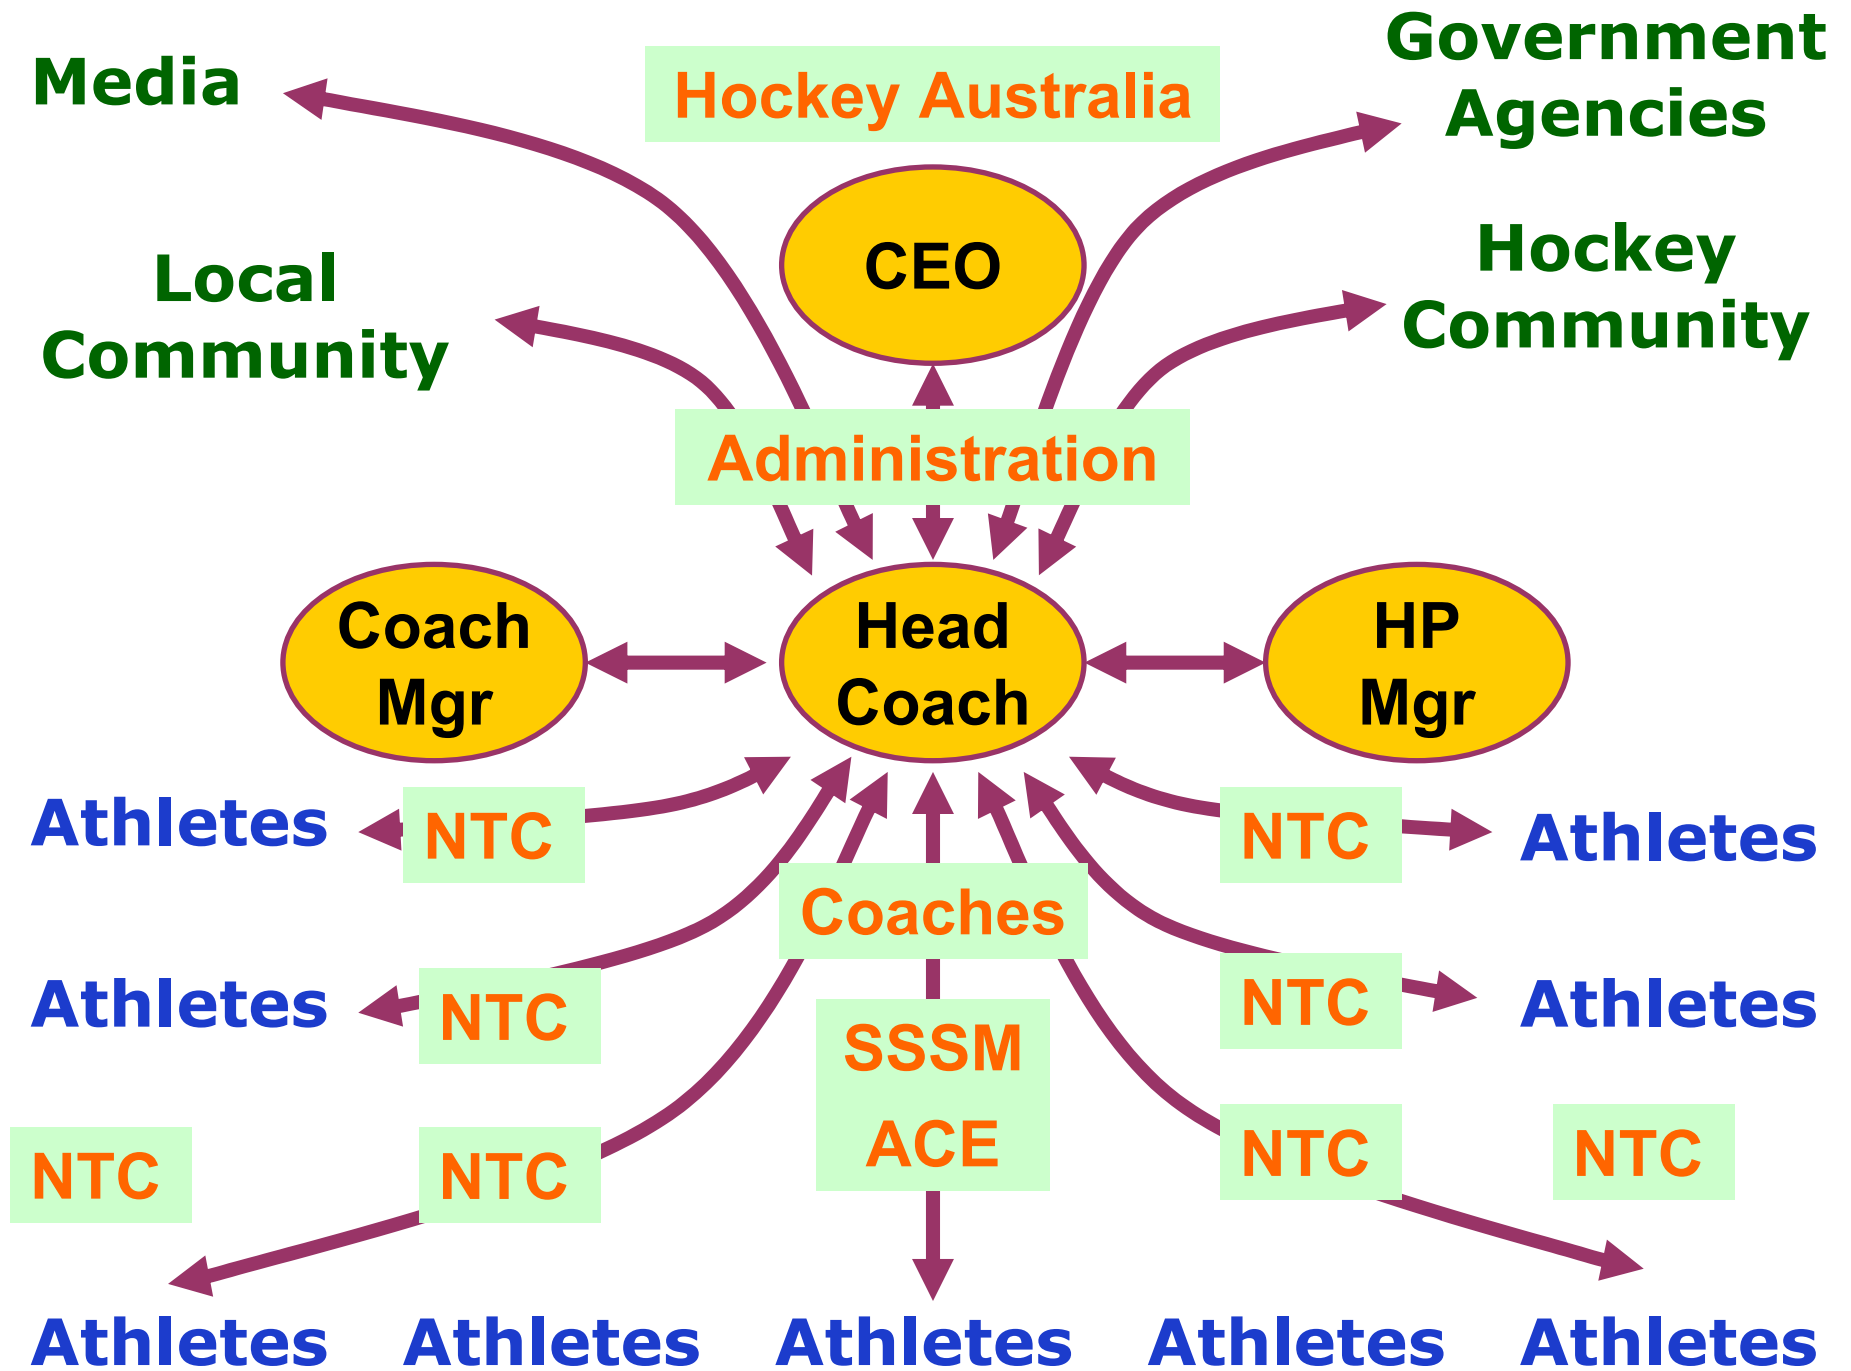 Media
Hockey Australia
Government
Agencies
CEO
Local
Community
Hockey
Community
Administration
Coach
Mgr
Head
Coach
HP
Mgr
Athletes
NTC
NTC
Athletes
Coaches
Athletes
NTC
NTC
Athletes
SSSM
ACE
NTC
NTC
NTC
NTC
Athletes
Athletes
Athletes
Athletes
Athletes